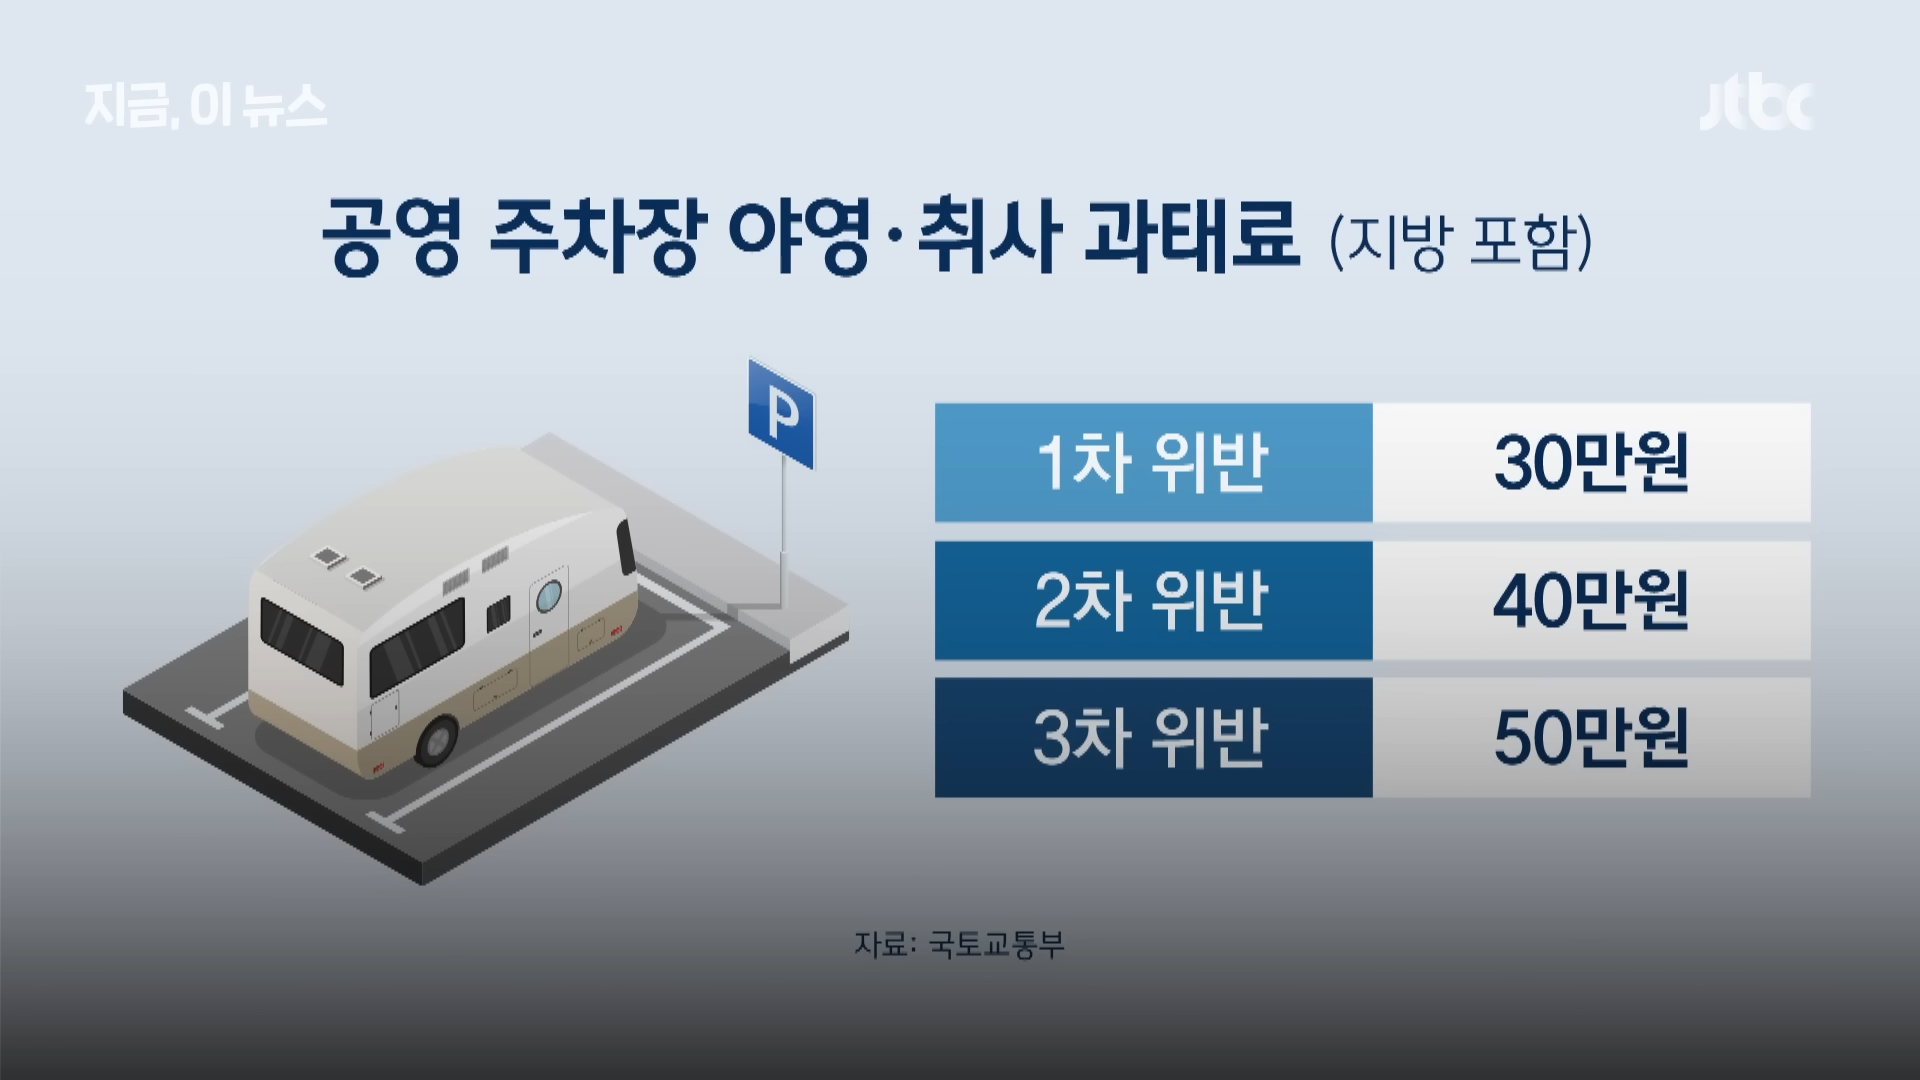 지금, 이 뉴스
jtbc
공영 주차장 야영·취사 과태료 (지방 포함)
P
1차 위반 30만원
2차 위반 40만원
3차 위반 50만원
자료: 국토교통부